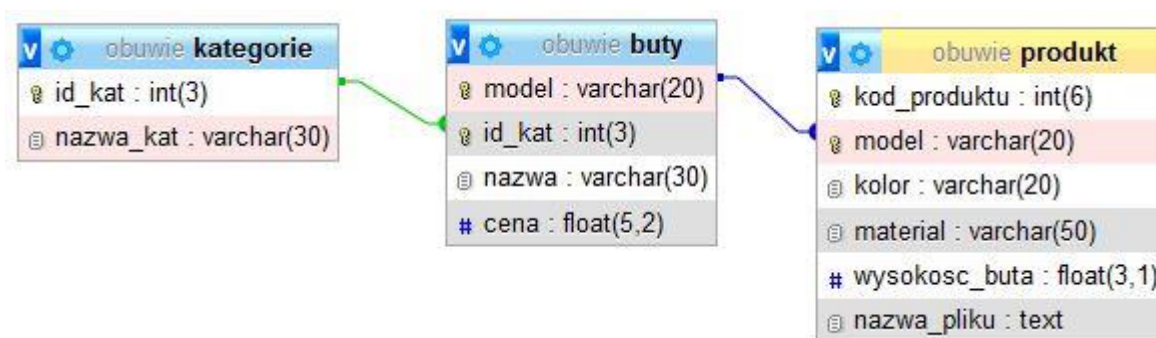 v obuwie kategorie
id_kat : int(3)
nazwa_kat : varchar(30)
v obuwie buty
model : varchar(20)
id_kat : int(3)
nazwa : varchar(30)
# cena : float(5,2)
v obuwie produkt
kod_produktu : int(6)
model : varchar(20)
kolor : varchar(20)
material : varchar(50)
# wysokosc_buta : float(3,1)
nazwa_pliku : text